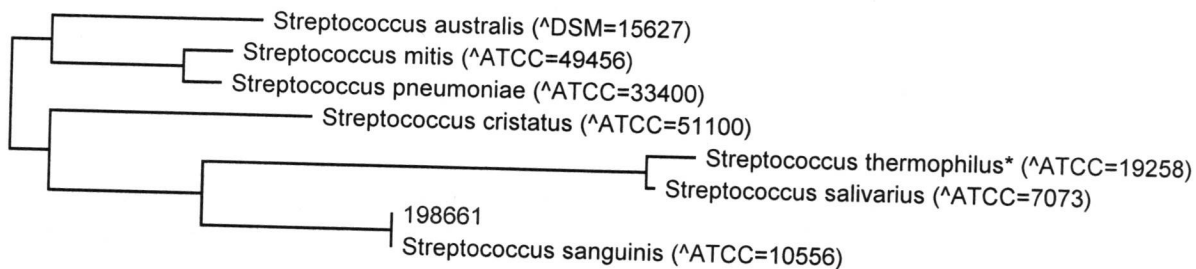 Streptococcus australis (^DSM=15627)
Streptococcus mitis (^ATCC=49456)
Streptococcus pneumoniae (^ATCC=33400)
Streptococcus cristatus (^ATCC=51100)
Streptococcus thermophilus* (^ATCC=19258)
Streptococcus salivarius (^ATCC=7073)
198661
Streptococcus sanguinis (^ATCC=10556)